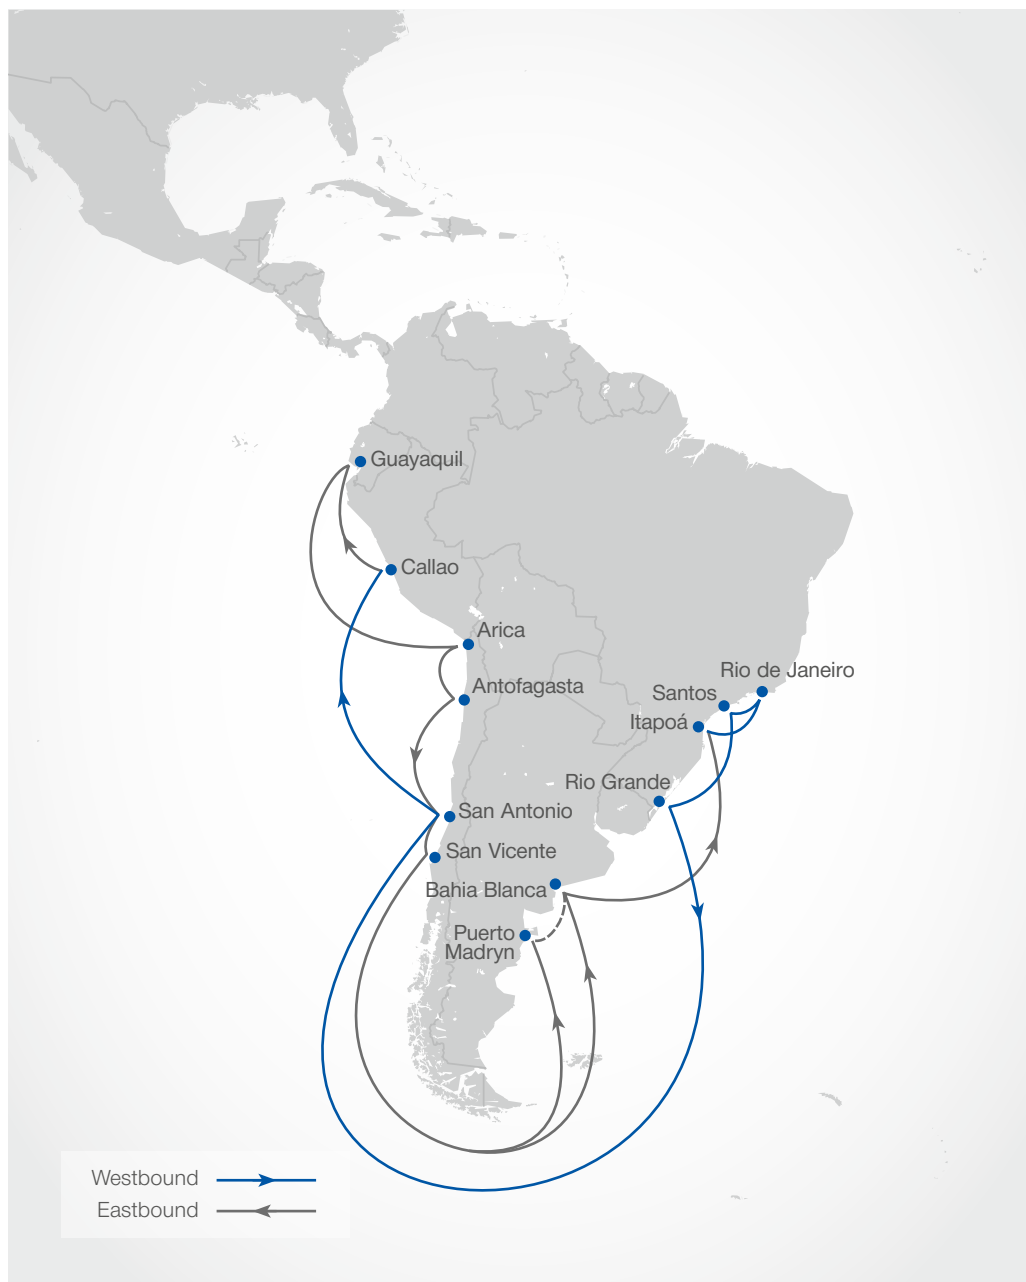 Guayaquil
Callao
Arica
Rio de Janeiro
Antofagasta
Santos
Itapoá
Rio Grande
San Antonio
San Vicente
Bahia Blanca
Puerto
Madryn
Westbound
Eastbound